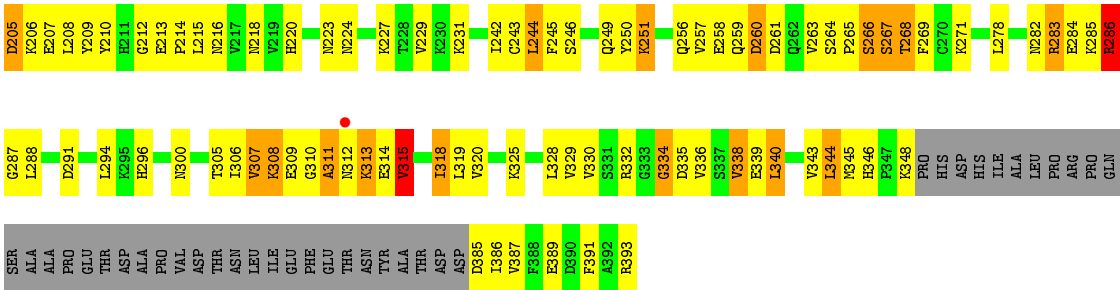 D205 K206 E207 L208 Y209 Y210 H211 G212 E213 P214 L215 N216 V217 N218 V219 H220 N223 N224 K227 T228 V229 K230 K231 I242 C243 L244 F245 S246 Q249 Y250 K251 Q256 V257 E258 Q259 D260 D261 Q262 V263 S264 P265 S266 S267 T268 F269 C270 K271 L278 N282 R283 E284 K285 R286
G287 L288 D291 L294 K295 H296 N300 T305 I306 V307 K308 E309 G310 A311 N312 K313 E314 V315 I318 L319 V320 K325 L328 V329 V330 S331 R332 G333 G334 D335 V336 S337 V338 E339 L340 V343 L344 M345 H346 P347 K348 PRO HIS ASP HIS ILE ALA LEU PRO PRO ARG PRO GLN
SER ALA ALA PRO GLU THR ASP ALA PRO VAL ASP THR ASN LEU ILE GLU PHE GLU THR ASN TYR ALA THR ASP ASP D385 I386 V387 F388 E389 D390 F391 A392 R393